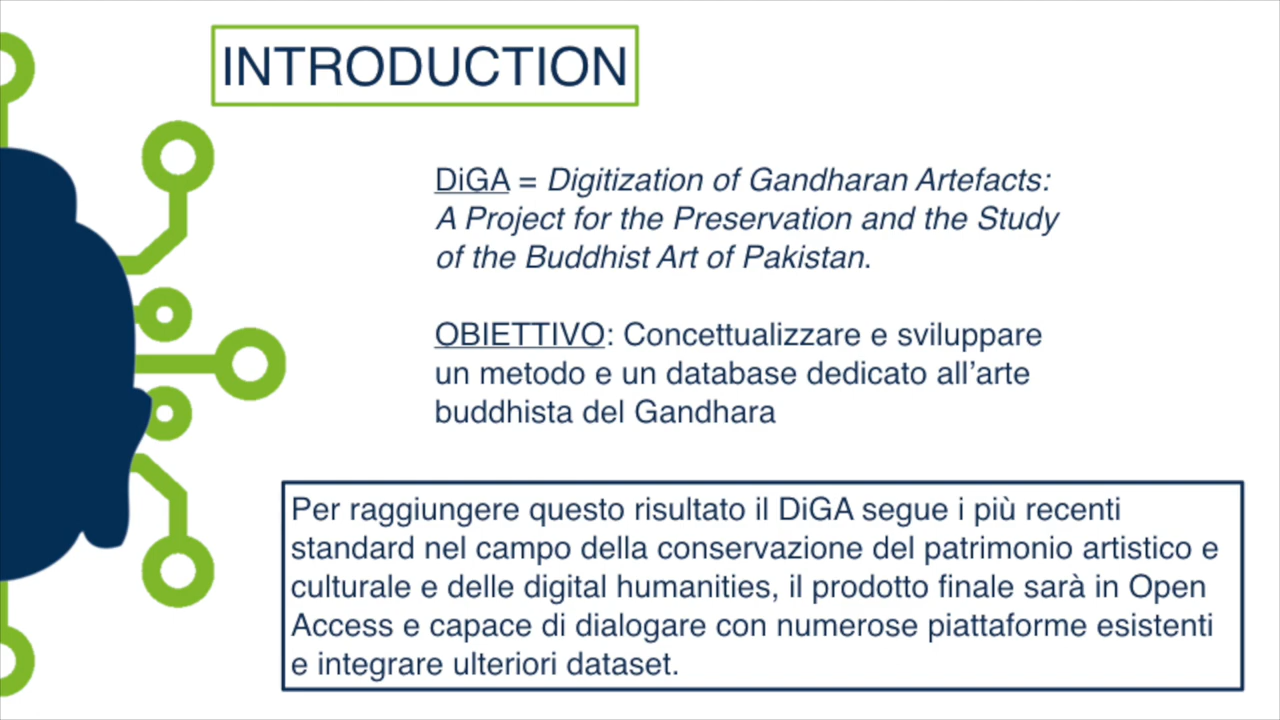 INTRODUCTION
DiGA = Digitization of Gandharan Artefacts:
A Project for the Preservation and the Study
of the Buddhist Art of Pakistan.
OBIETTIVO: Concettualizzare e sviluppare
un metodo e un database dedicato all’arte
buddhista del Gandhara
Per raggiungere questo risultato il DiGA segue i più recenti
standard nel campo della conservazione del patrimonio artistico e
culturale e delle digital humanities, il prodotto finale sarà in Open
Access e capace di dialogare con numerose piattaforme esistenti
e integrare ulteriori dataset.